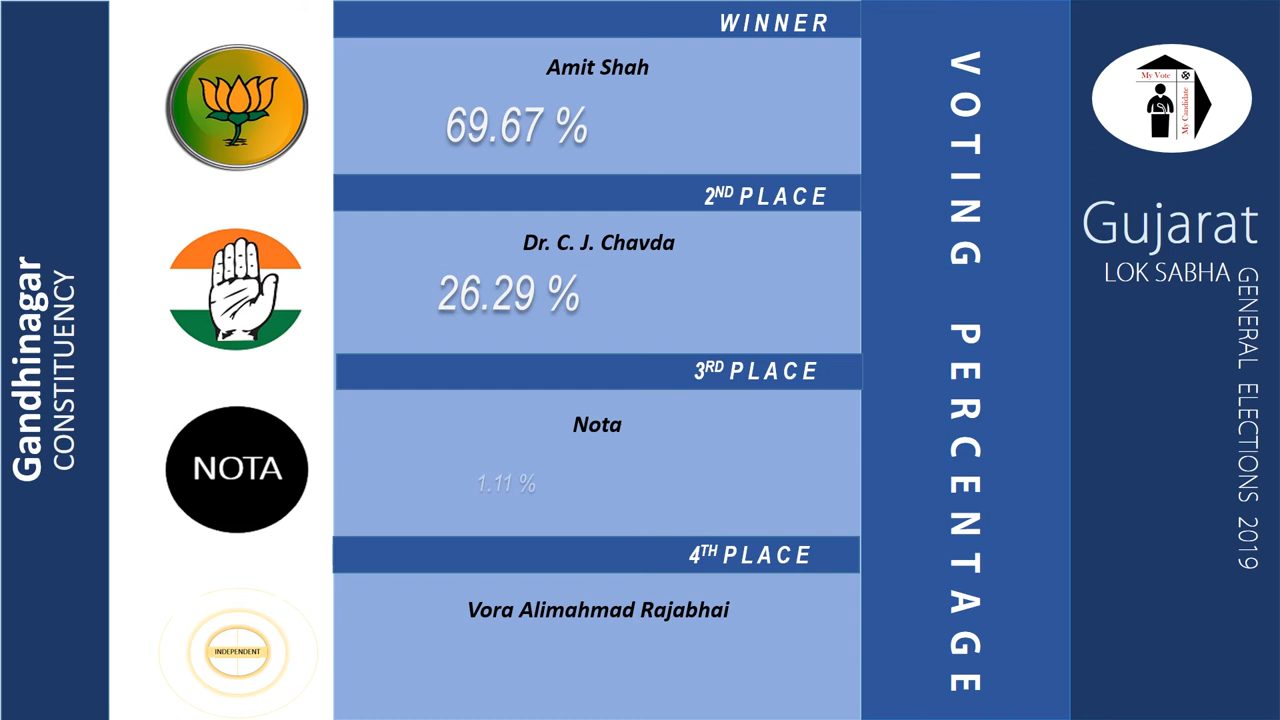 Gandhinagar
CONSTITUENCY
WINNER
Amit Shah
69.67 %
2ND PLACE
Dr. C. J. Chavda
26.29 %
3RD PLACE
NOTA
Nota
1.11 %
4TH PLACE
Vora Alimahmad Rajabhai
INDEPENDENT
VOTING PERCENTAGE
My Vote
My Candidate
Gujarat
LOK SABHA
GENERAL ELECTIONS 2019